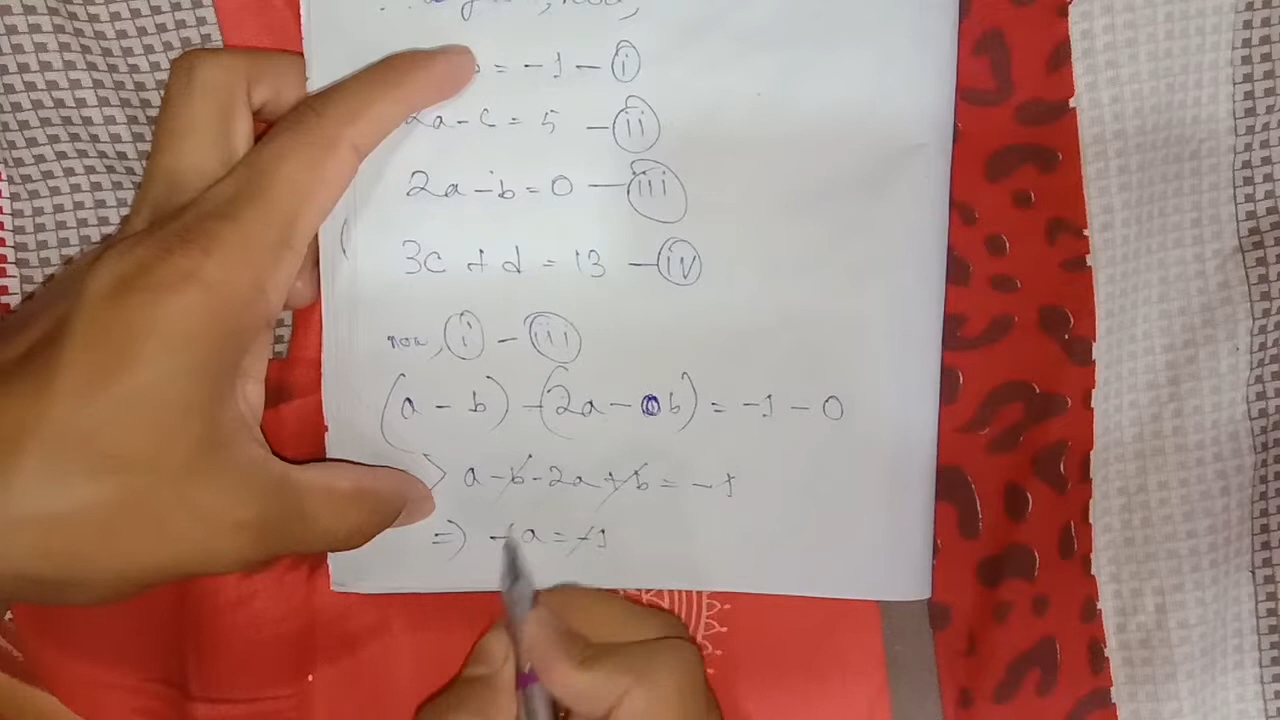 = -1 - (i)
2a - c = 5 - (ii)
2a - b = 0 - (iii)
3c + d = 13 - (iv)
now, (i) - (iii)
(a - b) - (2a - b) = -1 - 0
a - b - 2a + b = -1
=> -a = -1